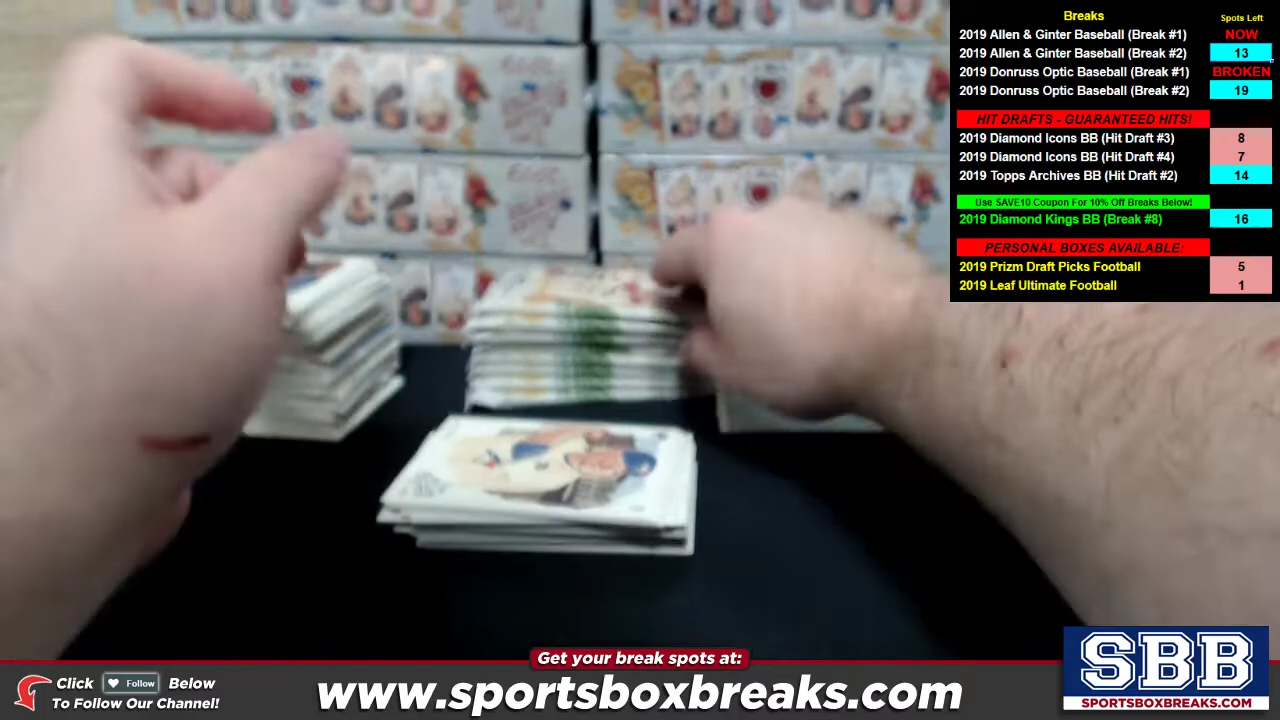 Breaks
Spots Left
2019 Allen & Ginter Baseball (Break #1) NOW
2019 Allen & Ginter Baseball (Break #2) 13
2019 Donruss Optic Baseball (Break #1) BROKEN
2019 Donruss Optic Baseball (Break #2) 19
HIT DRAFTS - GUARANTEED HITS!
2019 Diamond Icons BB (Hit Draft #3) 8
2019 Diamond Icons BB (Hit Draft #4) 7
2019 Topps Archives BB (Hit Draft #2) 14
Use SAVE10 Coupon For 10% Off Breaks Below!
2019 Diamond Kings BB (Break #8) 16
PERSONAL BOXES AVAILABLE:
2019 Prizm Draft Picks Football 5
2019 Leaf Ultimate Football 1
Get your break spots at:
Click Follow Below
To Follow Our Channel!
www.sportsboxbreaks.com
SBB
SPORTSBOXBREAKS.COM